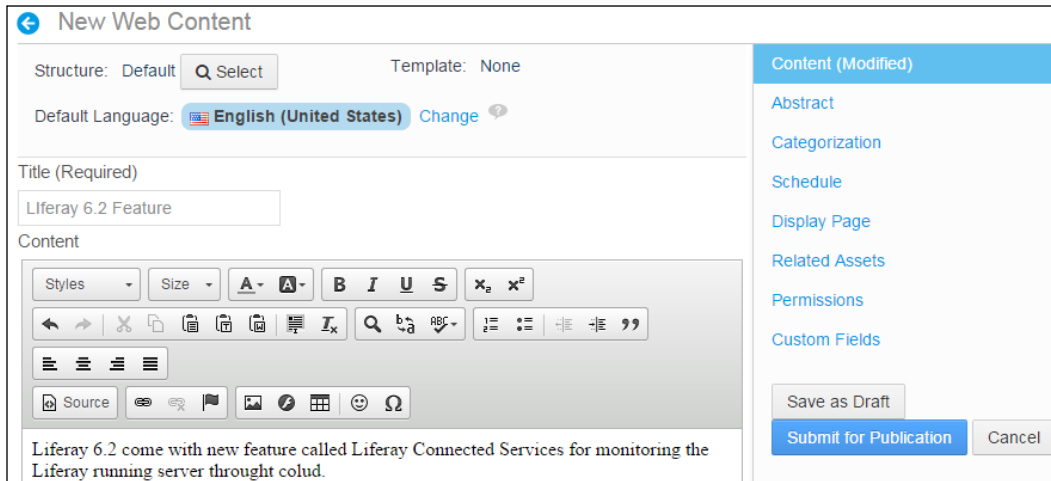 New Web Content
Structure: Default Select Template: None
Default Language: English (United States) Change
Title (Required)
LIferay 6.2 Feature
Content
Styles Size A A B I U S x₂ x²
ABC
Source Ω
Liferay 6.2 come with new feature called Liferay Connected Services for monitoring the
Liferay running server throught colud.
Content (Modified)
Abstract
Categorization
Schedule
Display Page
Related Assets
Permissions
Custom Fields
Save as Draft
Submit for Publication Cancel